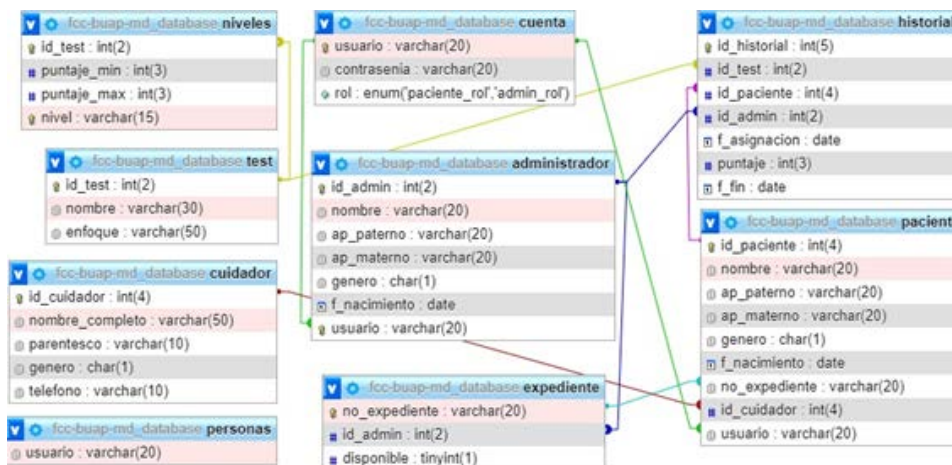 fcc-buap-md_database niveles
id_test : int(2)
puntaje_min : int(3)
puntaje_max : int(3)
nivel : varchar(15)
fcc-buap-md_database test
id_test : int(2)
nombre : varchar(30)
enfoque : varchar(50)
fcc-buap-md_database cuidador
id_cuidador : int(4)
nombre_completo : varchar(50)
parentesco : varchar(10)
genero : char(1)
telefono : varchar(10)
fcc-buap-md_database personas
usuario : varchar(20)
fcc-buap-md_database cuenta
usuario : varchar(20)
contrasenia : varchar(20)
rol : enum('paciente_rol','admin_rol')
fcc-buap-md_database administrador
id_admin : int(2)
nombre : varchar(20)
ap_paterno : varchar(20)
ap_materno : varchar(20)
genero : char(1)
f_nacimiento : date
usuario : varchar(20)
fcc-buap-md_database expediente
no_expediente : varchar(20)
id_admin : int(2)
disponible : tinyint(1)
fcc-buap-md_database historial
id_historial : int(5)
id_test : int(2)
id_paciente : int(4)
id_admin : int(2)
f_asignacion : date
puntaje : int(3)
f_fin : date
fcc-buap-md_database pacient
id_paciente : int(4)
nombre : varchar(20)
ap_paterno : varchar(20)
ap_materno : varchar(20)
genero : char(1)
f_nacimiento : date
no_expediente : varchar(20)
id_cuidador : int(4)
usuario : varchar(20)